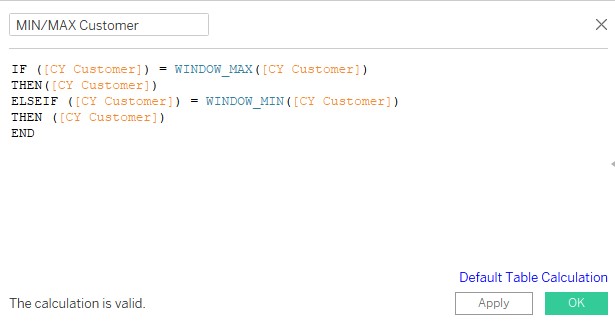 MIN/MAX Customer
IF ([CY Customer]) = WINDOW_MAX([CY Customer])
THEN([CY Customer])
ELSEIF ([CY Customer]) = WINDOW_MIN([CY Customer])
THEN ([CY Customer])
END
Default Table Calculation
The calculation is valid.
Apply
OK